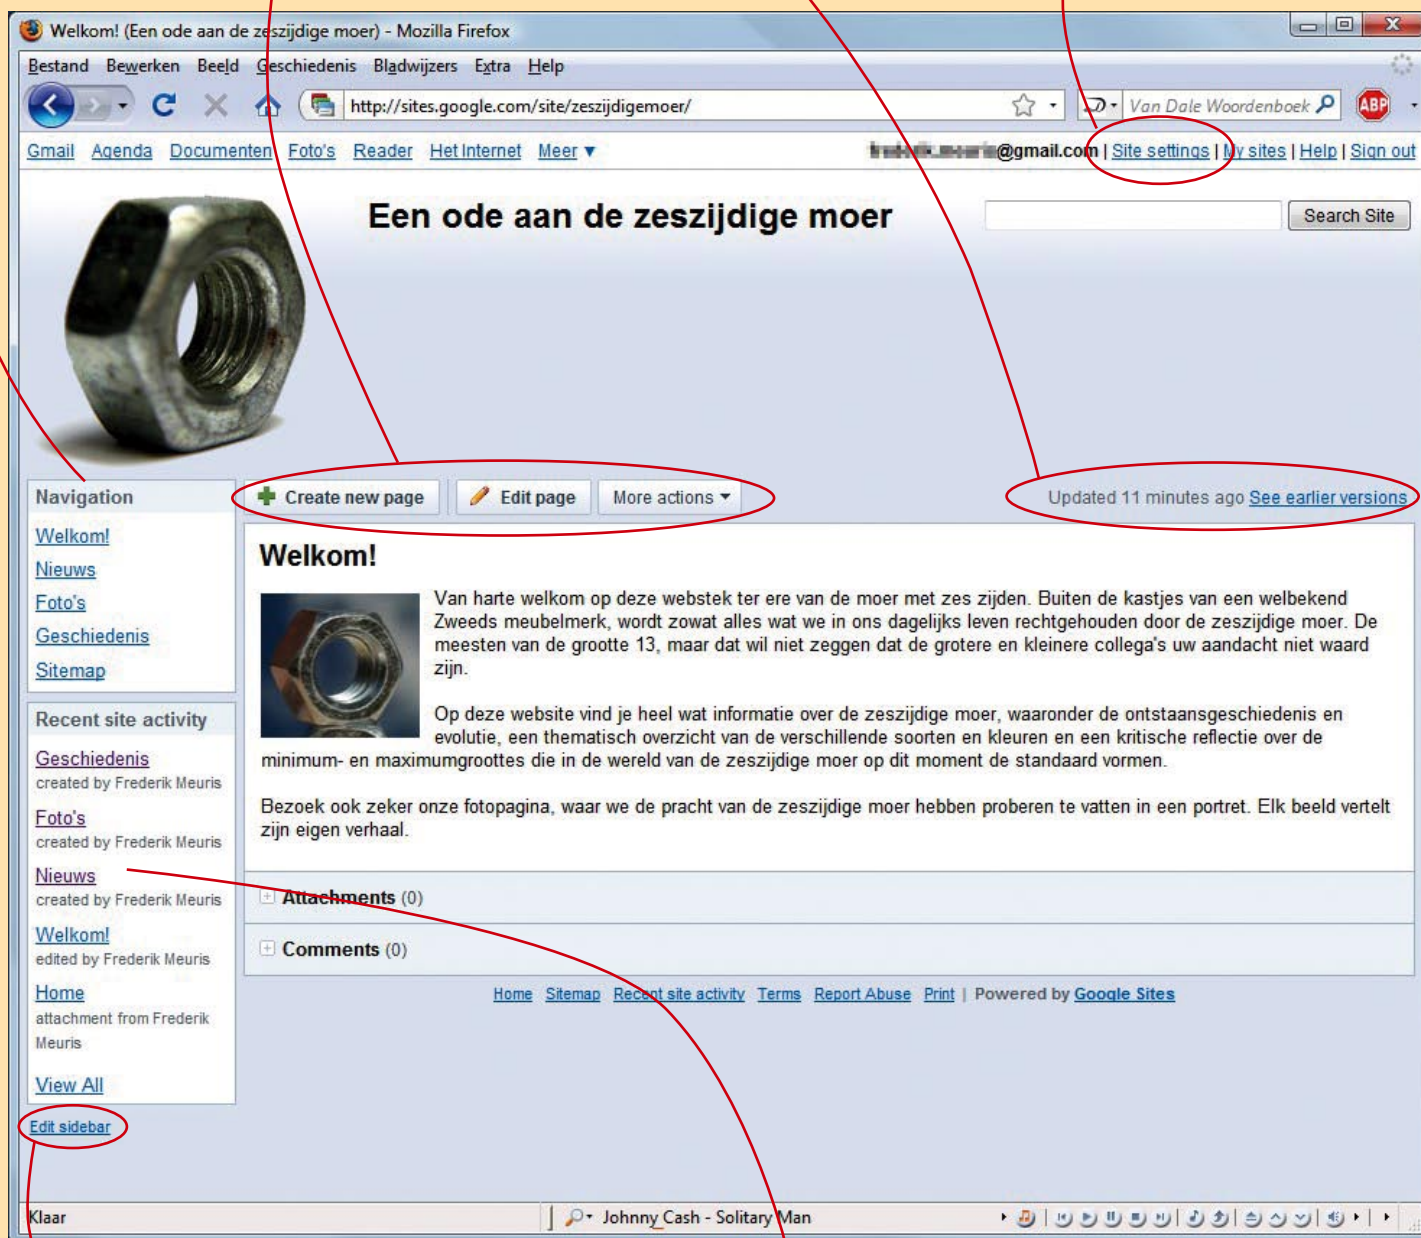 Welkom! (Een ode aan de zeszijdige moer) - Mozilla Firefox
Bestand Bewerken Beeld Geschiedenis Bladwijzers Extra Help
http://sites.google.com/site/zeszijdigemoer/ Van Dale Woordenboek ABP
Gmail Agenda Documenten Foto's Reader Het Internet Meer ▼ @gmail.com | Site settings | My sites | Help | Sign out
Een ode aan de zeszijdige moer
Search Site
Navigation
Welkom!
Nieuws
Foto's
Geschiedenis
Sitemap
Recent site activity
Geschiedenis
created by Frederik Meuris
Foto's
created by Frederik Meuris
Nieuws
created by Frederik Meuris
Welkom!
edited by Frederik Meuris
Home
attachment from Frederik
Meuris
View All
Edit sidebar
Create new page Edit page More actions ▼
Updated 11 minutes ago See earlier versions
Welkom!
Van harte welkom op deze webstek ter ere van de moer met zes zijden. Buiten de kastjes van een welbekend
Zweeds meubelmerk, wordt zowat alles wat we in ons dagelijks leven rechtgehouden door de zeszijdige moer. De
meesten van de grootte 13, maar dat wil niet zeggen dat de grotere en kleinere collega's uw aandacht niet waard
zijn.
Op deze website vind je heel wat informatie over de zeszijdige moer, waaronder de ontstaansgeschiedenis en
evolutie, een thematisch overzicht van de verschillende soorten en kleuren en een kritische reflectie over de
minimum- en maximumgroottes die in de wereld van de zeszijdige moer op dit moment de standaard vormen.
Bezoek ook zeker onze fotopagina, waar we de pracht van de zeszijdige moer hebben proberen te vatten in een portret. Elk beeld vertelt
zijn eigen verhaal.
Attachments (0)
Comments (0)
Home Sitemap Recent site activity Terms Report Abuse Print | Powered by Google Sites
Klaar Johnny Cash - Solitary Man